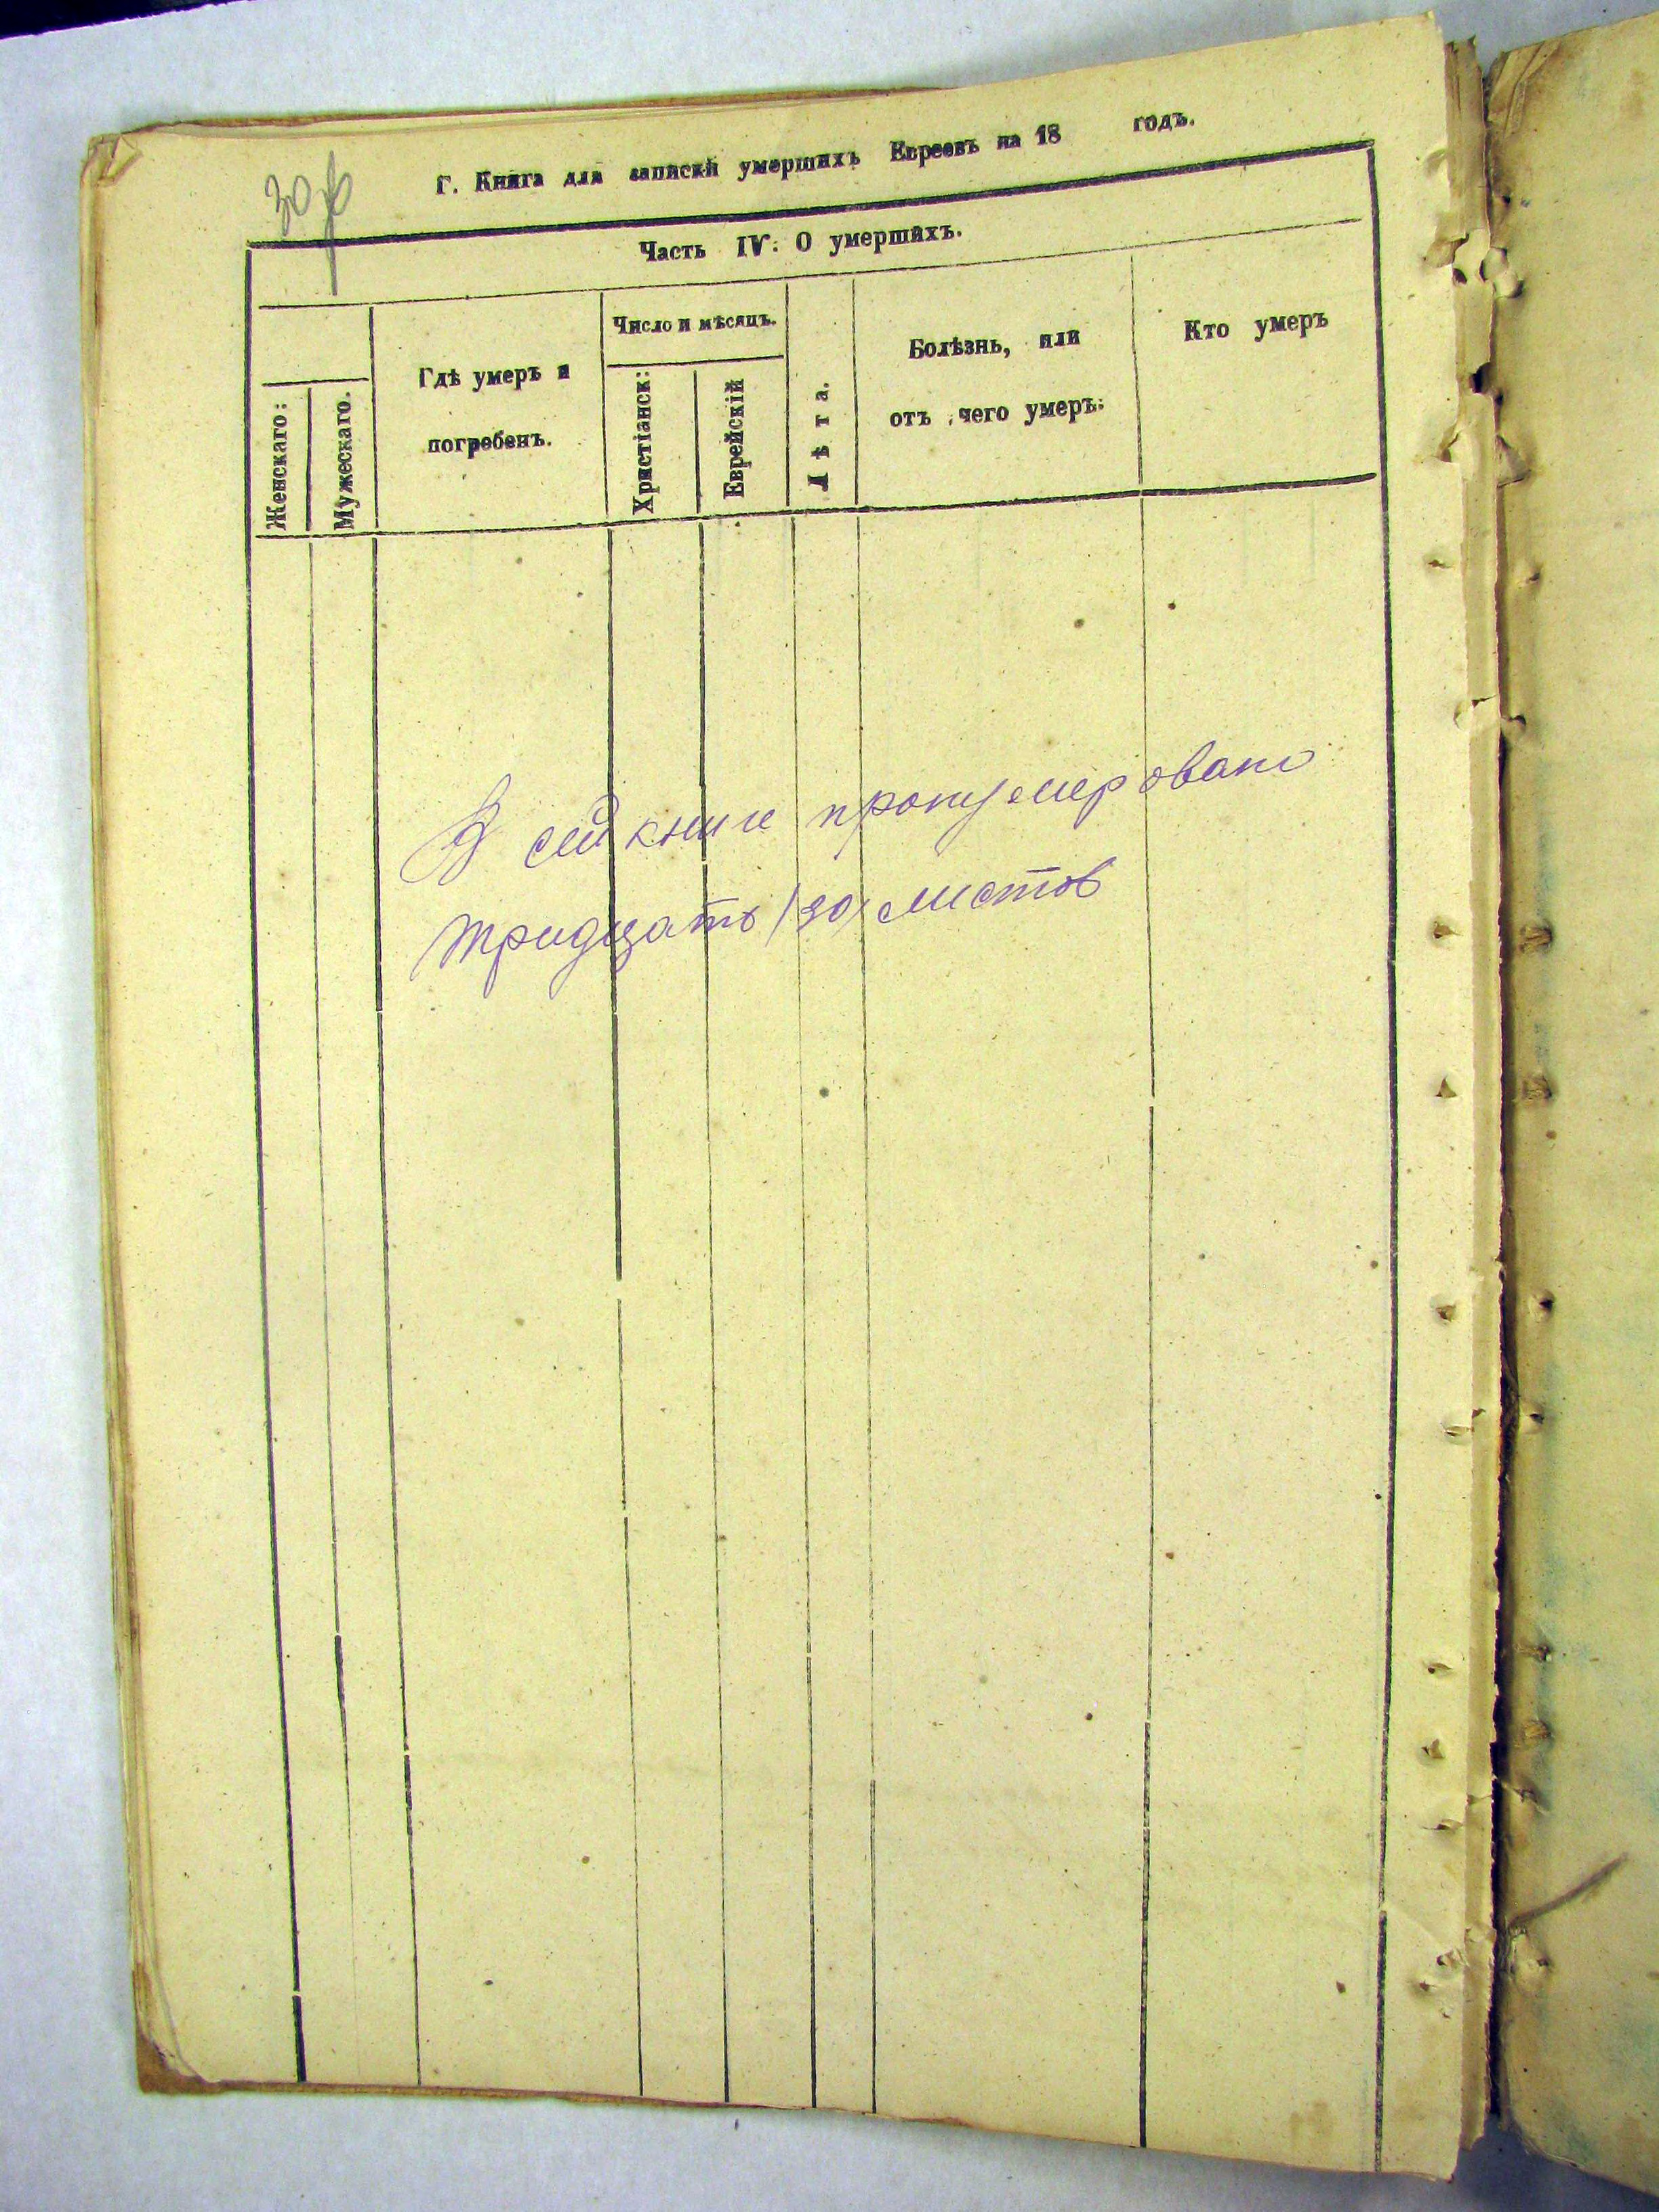 30 об
Г. Книга для записки умершихъ Евреевъ на 18 годъ.
Часть IV: О умершихъ.
Женскаго:
Мужескаго.
Гдѣ умеръ и
погребенъ.
Число и мѣсяцъ.
Христіанск:
Еврейскій
Лѣта.
Болѣзнь, или
отъ чего умеръ:
Кто умеръ
В сей книге пронумеровано
тридцать /30/ листов